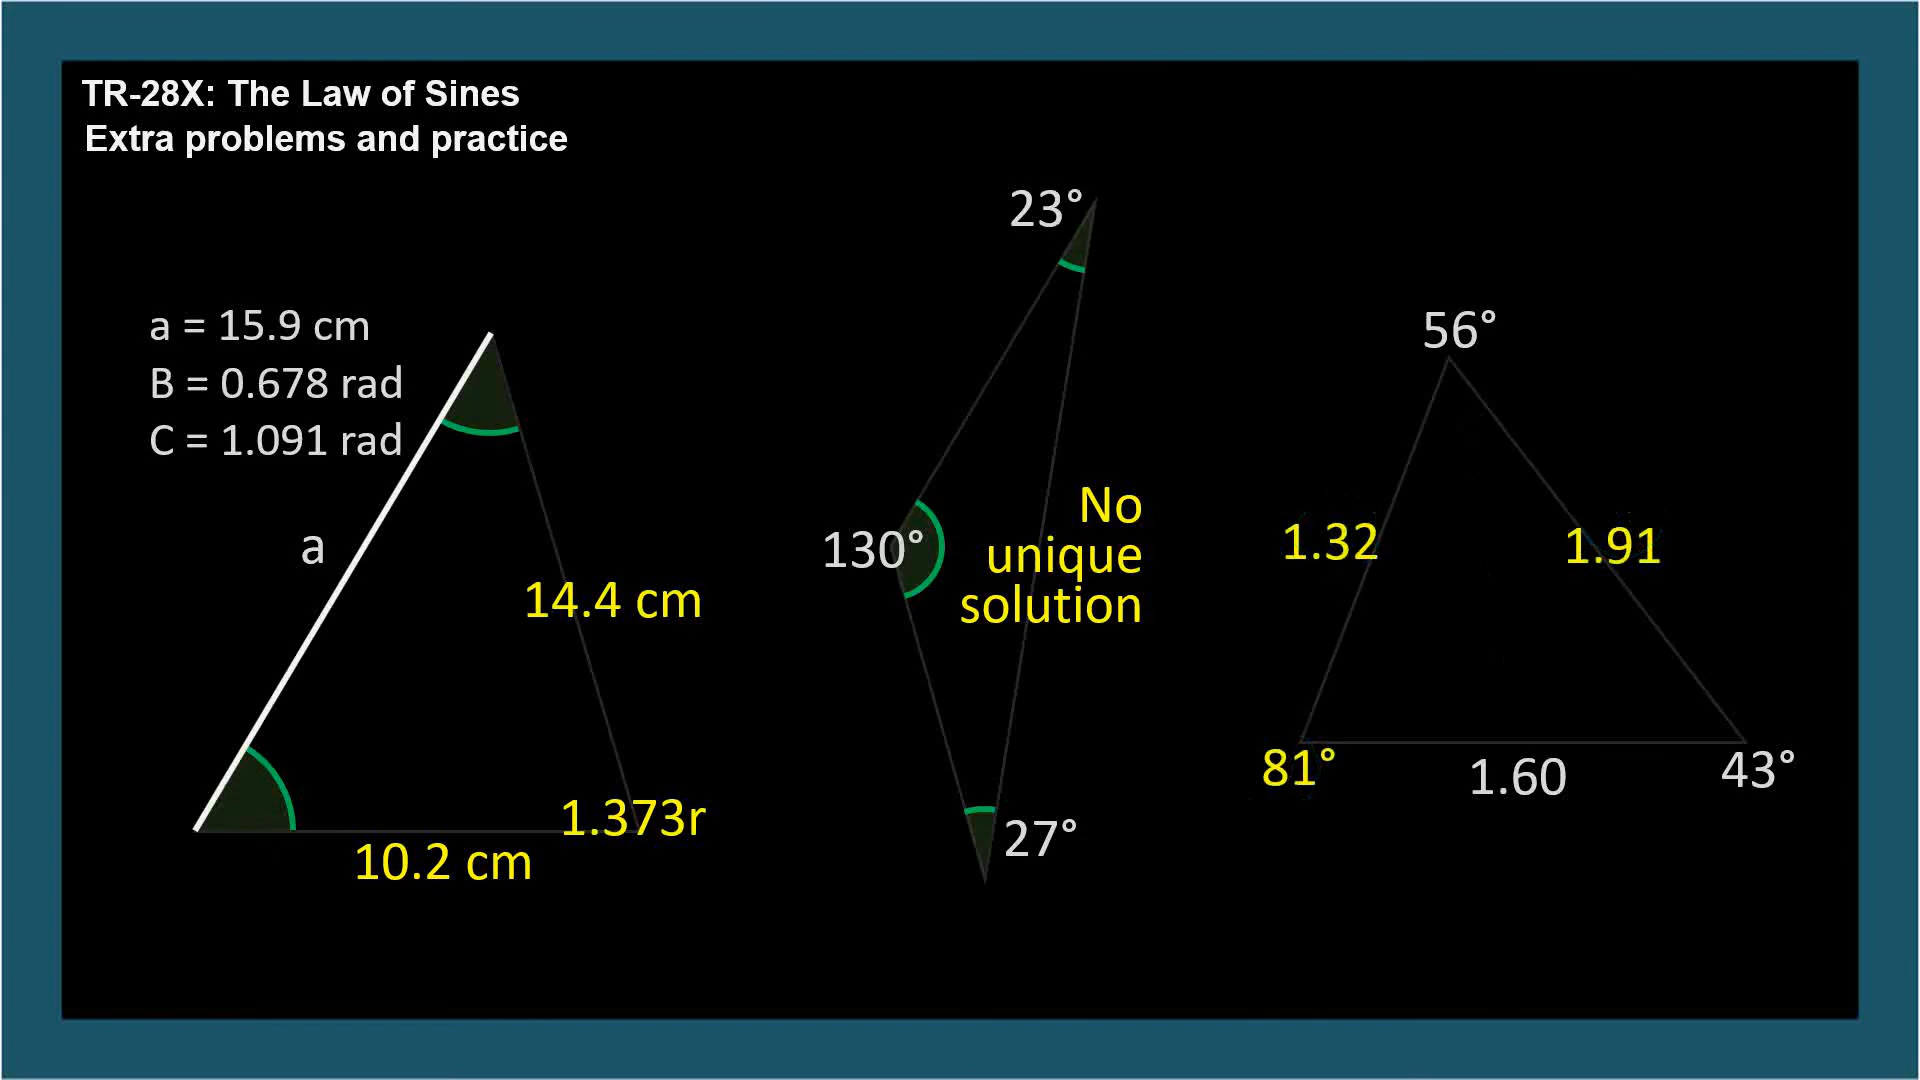 TR-28X: The Law of Sines
Extra problems and practice
a = 15.9 cm
B = 0.678 rad
C = 1.091 rad
a
14.4 cm
1.373r
10.2 cm
23°
130°
No
unique
solution
27°
56°
1.32
1.91
81°
1.60
43°